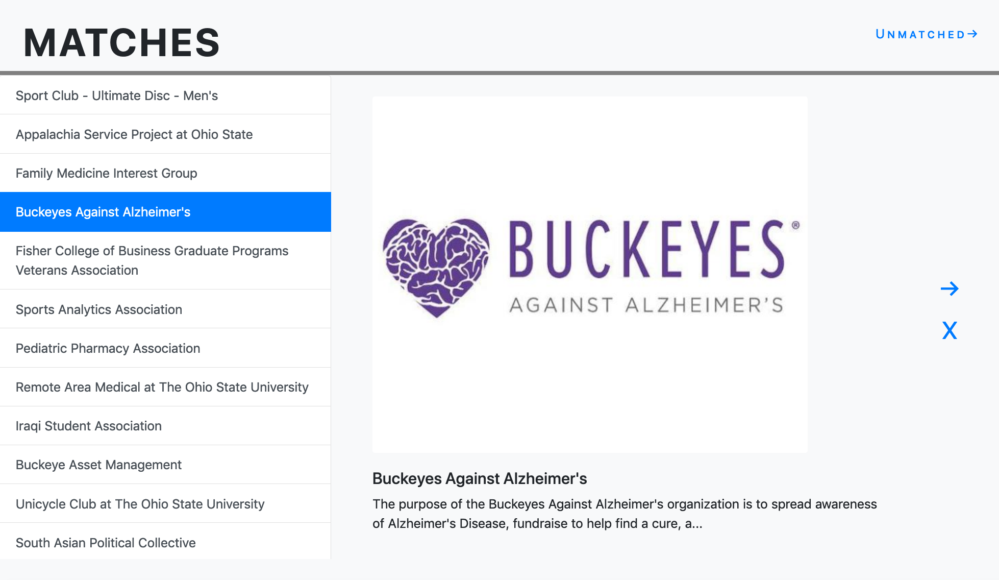 MATCHES
UNMATCHED→
Sport Club - Ultimate Disc - Men's
Appalachia Service Project at Ohio State
Family Medicine Interest Group
Buckeyes Against Alzheimer's
Fisher College of Business Graduate Programs
Veterans Association
Sports Analytics Association
Pediatric Pharmacy Association
Remote Area Medical at The Ohio State University
Iraqi Student Association
Buckeye Asset Management
Unicycle Club at The Ohio State University
South Asian Political Collective
BUCKEYES®
AGAINST ALZHEIMER'S
→
X
Buckeyes Against Alzheimer's
The purpose of the Buckeyes Against Alzheimer's organization is to spread awareness
of Alzheimer's Disease, fundraise to help find a cure, a...